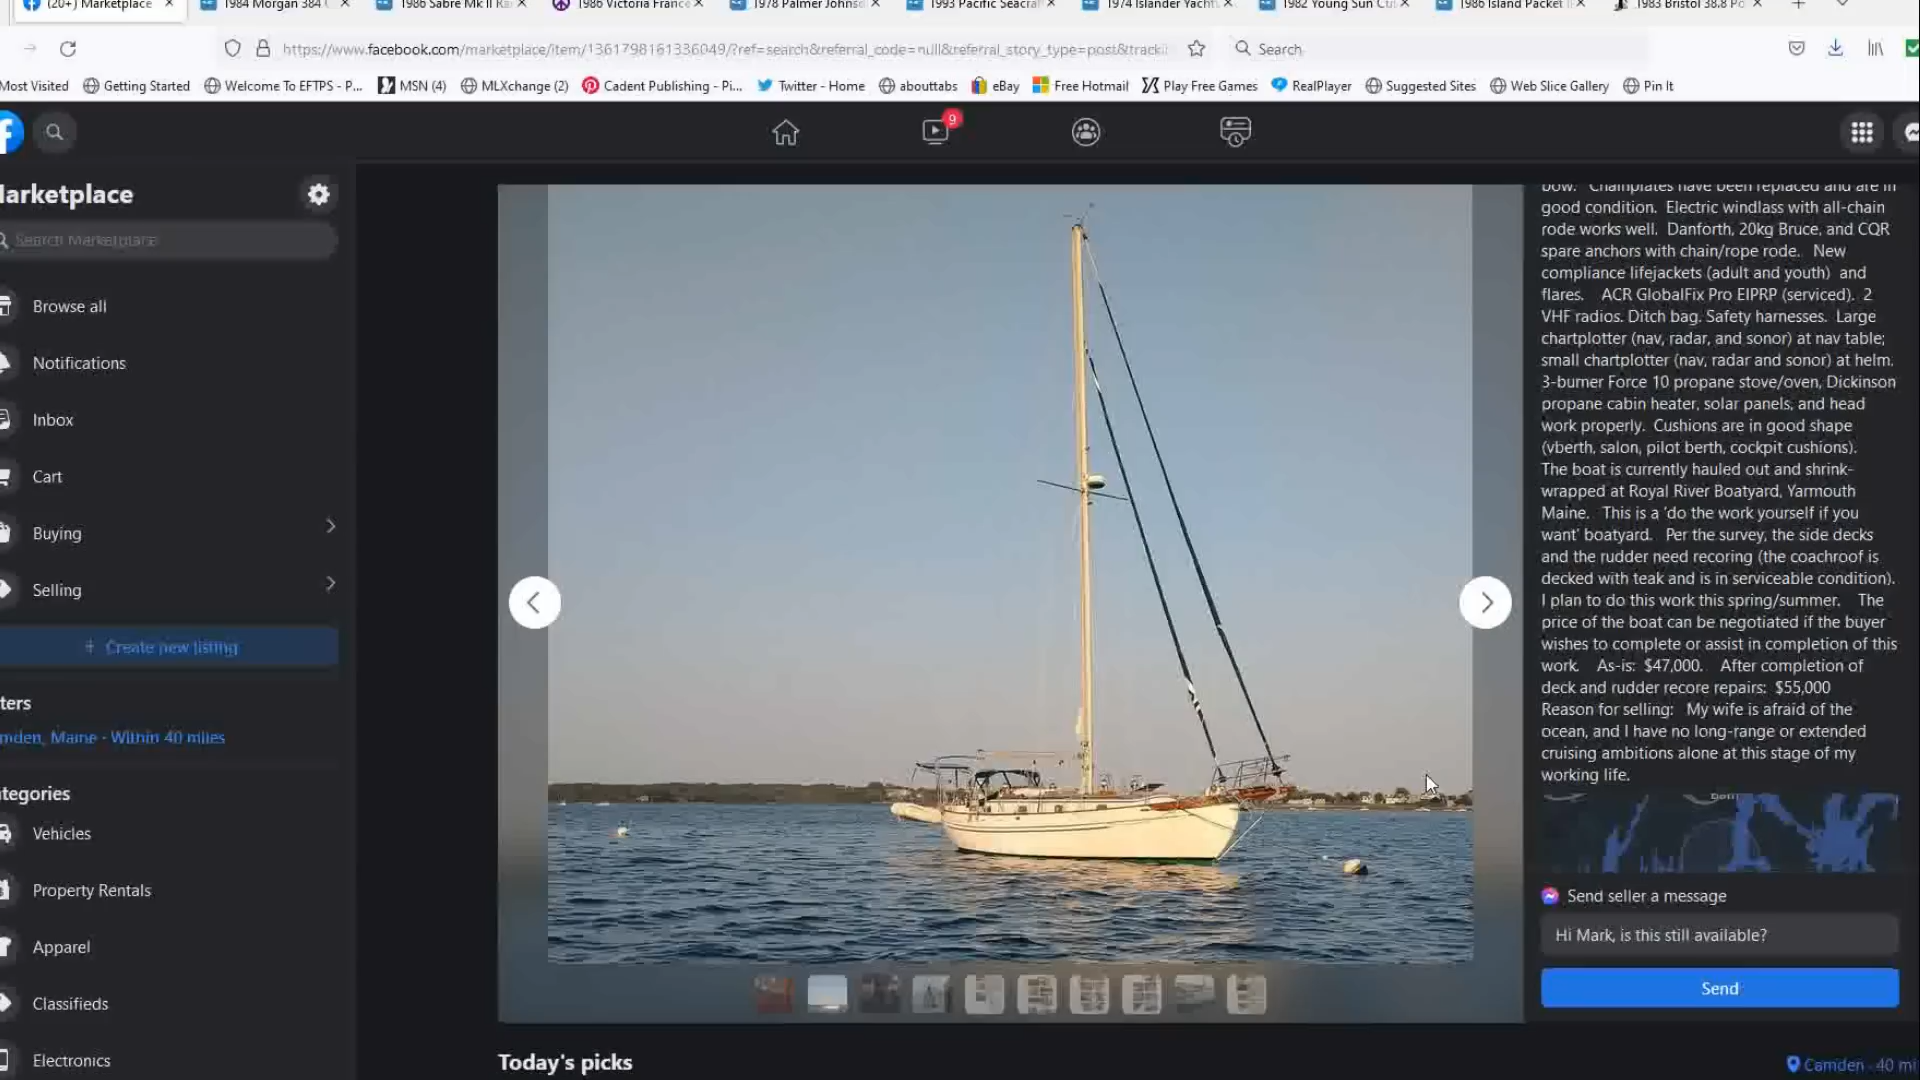 (20+) Marketplace
1984 Morgan 384
1986 Sabre Mk II
1986 Victoria France
1978 Palmer Johns
1993 Pacific Seacraf
1974 Islander Yacht
1982 Young Sun Cu
1986 Island Packet
1983 Bristol 38.8 Po
https://www.facebook.com/marketplace/item/1361798161336049/?ref=search&referral_code=null&referral_story_type=post&tracki
Search
Most Visited
Getting Started
Welcome To EFTPS - P...
MSN (4)
MLXchange (2)
Cadent Publishing - Pi...
Twitter - Home
abouttabs
eBay
Free Hotmail
Play Free Games
RealPlayer
Suggested Sites
Web Slice Gallery
Pin It
9
arketplace
Search Marketplace
Browse all
Notifications
Inbox
Cart
Buying
Selling
+ Create new listing
ters
mden, Maine - Within 40 miles
tegories
Vehicles
Property Rentals
Apparel
Classifieds
Electronics
bow. Chainplates have been replaced and are in
good condition. Electric windlass with all-chain
rode works well. Danforth, 20kg Bruce, and CQR
spare anchors with chain/rope rode. New
compliance lifejackets (adult and youth) and
flares. ACR GlobalFix Pro EIPRP (serviced). 2
VHF radios. Ditch bag. Safety harnesses. Large
chartplotter (nav, radar, and sonor) at nav table;
small chartplotter (nav, radar and sonor) at helm.
3-burner Force 10 propane stove/oven, Dickinson
propane cabin heater, solar panels, and head
work properly. Cushions are in good shape
(vberth, salon, pilot berth, cockpit cushions).
The boat is currently hauled out and shrink-
wrapped at Royal River Boatyard, Yarmouth
Maine. This is a 'do the work yourself if you
want' boatyard. Per the survey, the side decks
and the rudder need recoring (the coachroof is
decked with teak and is in serviceable condition).
I plan to do this work this spring/summer. The
price of the boat can be negotiated if the buyer
wishes to complete or assist in completion of this
work. As-is: $47,000. After completion of
deck and rudder recore repairs: $55,000
Reason for selling: My wife is afraid of the
ocean, and I have no long-range or extended
cruising ambitions alone at this stage of my
working life.
Send seller a message
Hi Mark, is this still available?
Send
Today's picks
Camden - 40 mi